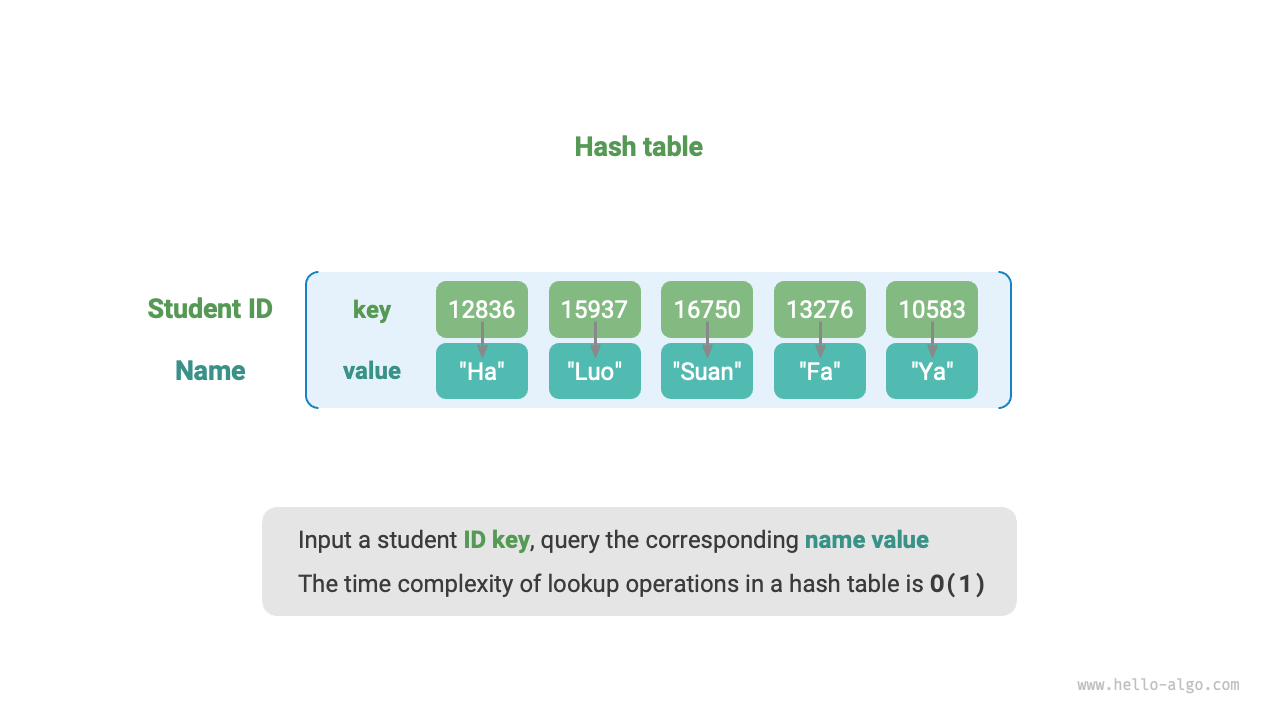 Hash table
Student ID key 12836 15937 16750 13276 10583
Name value "Ha" "Luo" "Suan" "Fa" "Ya"
Input a student ID key, query the corresponding name value
The time complexity of lookup operations in a hash table is O(1)
www.hello-algo.com